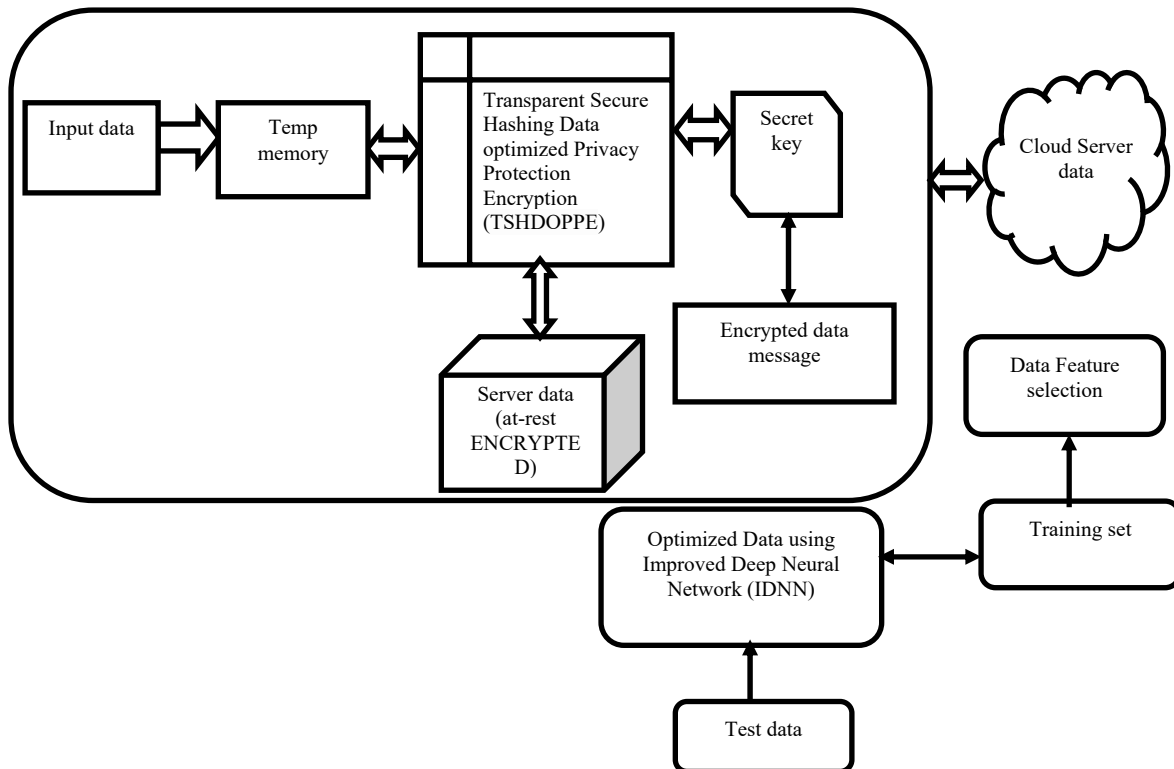 Input data
Temp
memory
Transparent Secure
Hashing Data
optimized Privacy
Protection
Encryption
(TSHDOPPE)
Secret
key
Cloud Server
data
Encrypted data
message
Server data
(at-rest
ENCRYPTE
D)
Data Feature
selection
Training set
Optimized Data using
Improved Deep Neural
Network (IDNN)
Test data